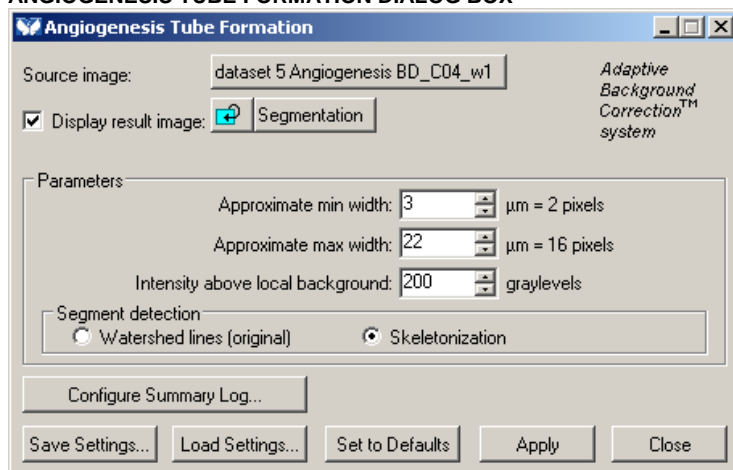 ANGIOGENESIS TUBE FORMATION DIALOG BOX
Angiogenesis Tube Formation
Source image: dataset 5 Angiogenesis BD_C04_w1
Adaptive
Background
Correction™
system
Display result image: Segmentation
Parameters
Approximate min width: 3 µm = 2 pixels
Approximate max width: 22 µm = 16 pixels
Intensity above local background: 200 graylevels
Segment detection
Watershed lines (original) Skeletonization
Configure Summary Log...
Save Settings... Load Settings... Set to Defaults Apply Close